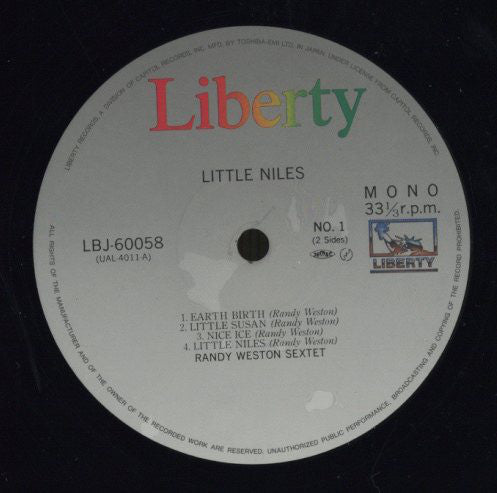 LIBERTY RECORDS, A DIVISION OF CAPITOL RECORDS, INC. MFD. BY TOSHIBA-EMI LTD. IN JAPAN, UNDER LICENSE FROM CAPITOL RECORDS, INC.
Liberty
LITTLE NILES
MONO
33 1/3 r.p.m.
LBJ-60058
(UAL 4011-A)
NO. 1
(2 Sides)
LIBERTY
1. EARTH BIRTH (Randy Weston)
2. LITTLE SUSAN (Randy Weston)
3. NICE ICE (Randy Weston)
4. LITTLE NILES (Randy Weston)
RANDY WESTON SEXTET
ALL RIGHTS OF THE MANUFACTURER AND OF THE OWNER OF THE RECORDED WORK ARE RESERVED. UNAUTHORIZED PUBLIC PERFORMANCE, BROADCASTING AND COPYING OF THE RECORD PROHIBITED.